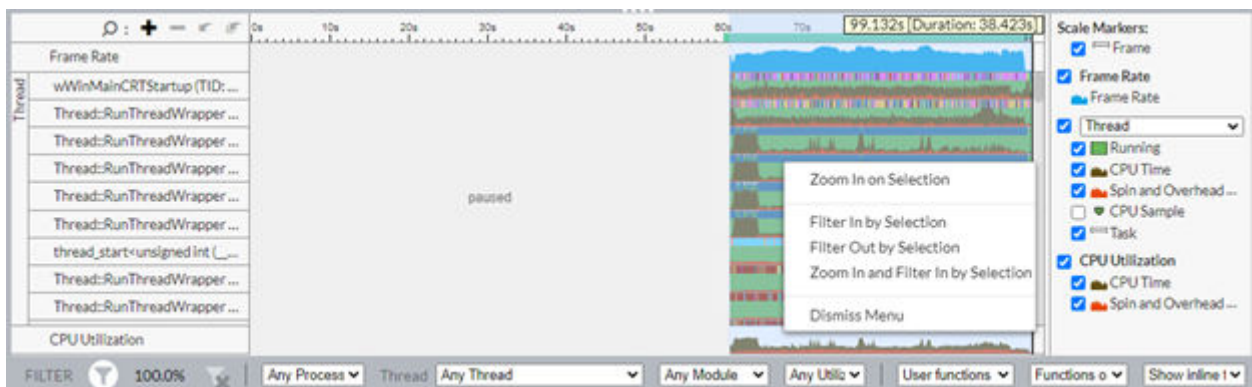 0s 10s 20s 30s 40s 50s 60s 70s 99.132s [Duration: 38.423s]
Frame Rate
Thread
wWinMainCRTStartup (TID: ...
Thread::RunThreadWrapper ...
Thread::RunThreadWrapper ...
Thread::RunThreadWrapper ...
Thread::RunThreadWrapper ...
Thread::RunThreadWrapper ...
thread_start<unsigned int (__...
Thread::RunThreadWrapper ...
Thread::RunThreadWrapper ...
CPU Utilization
paused
Zoom In on Selection
Filter In by Selection
Filter Out by Selection
Zoom In and Filter In by Selection
Dismiss Menu
Scale Markers:
Frame
Frame Rate
Frame Rate
Thread
Running
CPU Time
Spin and Overhead ...
CPU Sample
Task
CPU Utilization
CPU Time
Spin and Overhead ...
FILTER 100.0% Any Process Thread Any Thread Any Module Any Utiliz User functions Functions o Show inline f